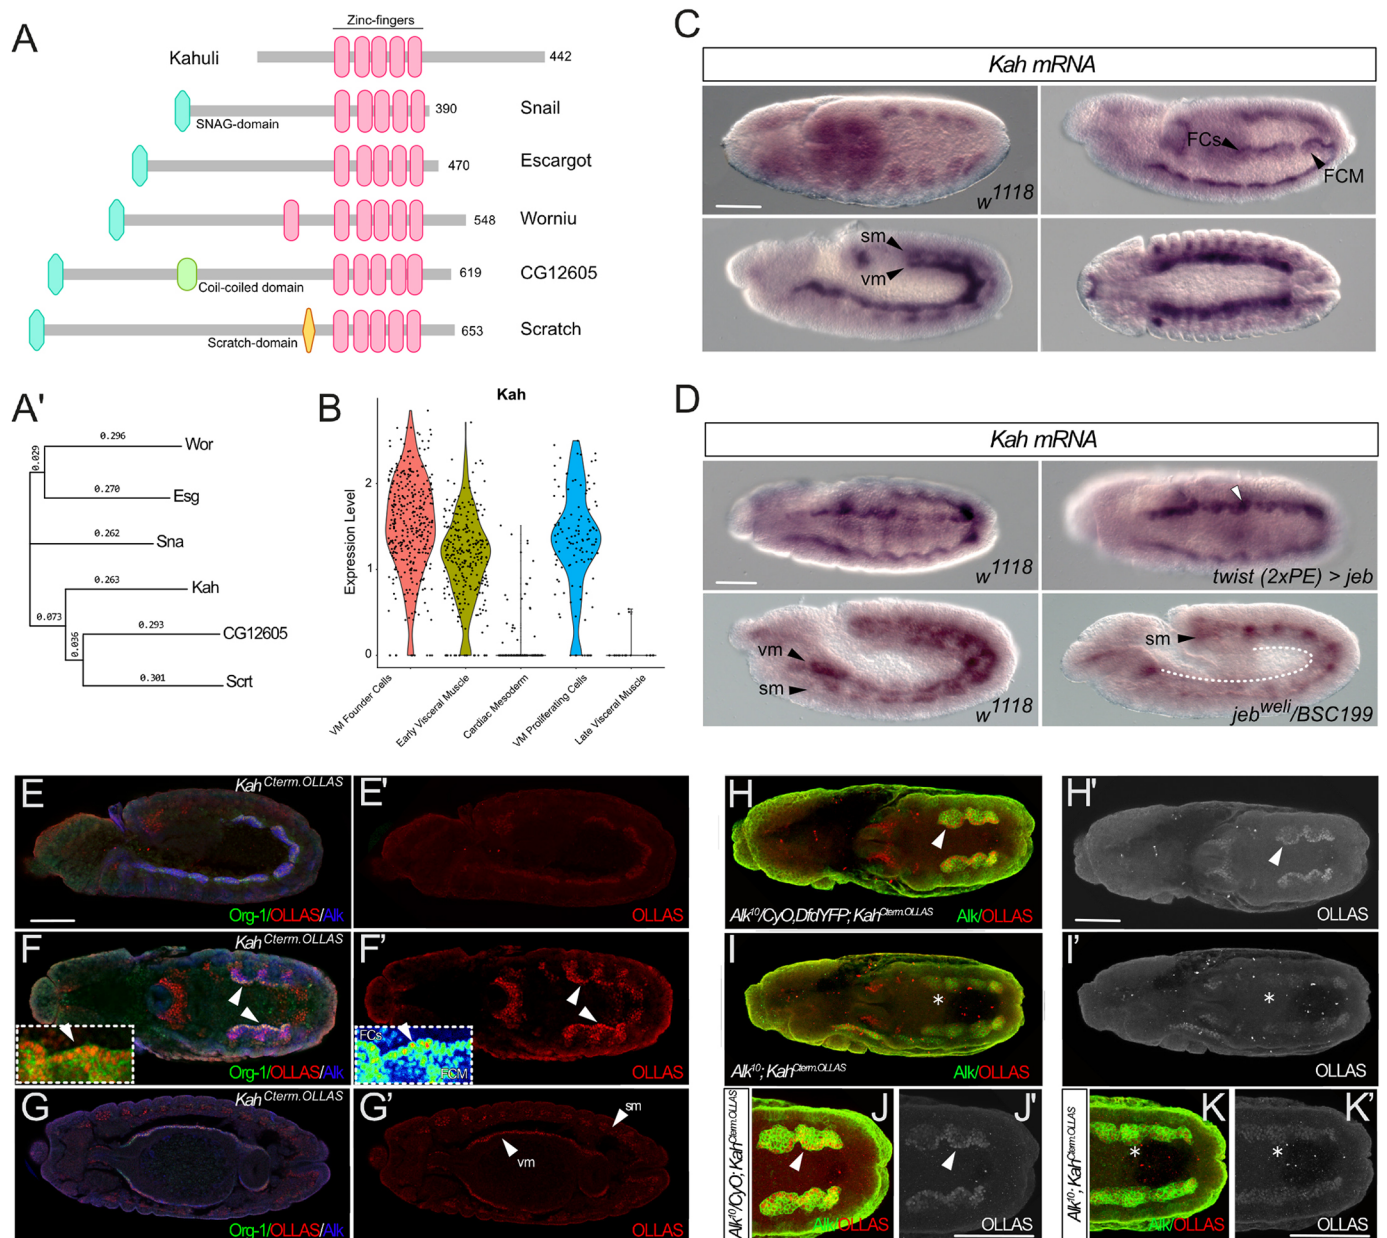 A
Zinc-fingers
Kahuli
442
390
Snail
SNAG-domain
470
Escargot
548
Worniu
619
CG12605
Coil-coiled domain
653
Scratch
Scratch-domain
A'
0.296
Wor
0.029
0.270
Esg
0.262
Sna
0.263
Kah
0.073
0.293
CG12605
0.036
0.301
Scrt
B
Kah
Expression Level
2
1
0
VM Founder Cells
Early Visceral Muscle
Cardiac Mesoderm
VM Proliferating Cells
Late Visceral Muscle
C
Kah mRNA
w1118
FCs
FCM
sm
vm
D
Kah mRNA
w1118
twist (2xPE) > jeb
vm
sm
w1118
sm
jebweli/BSC199
E
KahCterm.OLLAS
Org-1/OLLAS/Alk
E'
OLLAS
F
KahCterm.OLLAS
Org-1/OLLAS/Alk
F'
FCs
FCM
OLLAS
G
KahCterm.OLLAS
Org-1/OLLAS/Alk
G'
sm
vm
OLLAS
H
Alk10/CyO,DfdYFP; KahCterm.OLLAS
Alk/OLLAS
H'
OLLAS
I
Alk10; KahCterm.OLLAS
Alk/OLLAS
I'
OLLAS
Alk10/CyO; KahCterm.OLLAS
J
Alk/OLLAS
J'
OLLAS
Alk10; KahCterm.OLLAS
K
Alk/OLLAS
K'
OLLAS